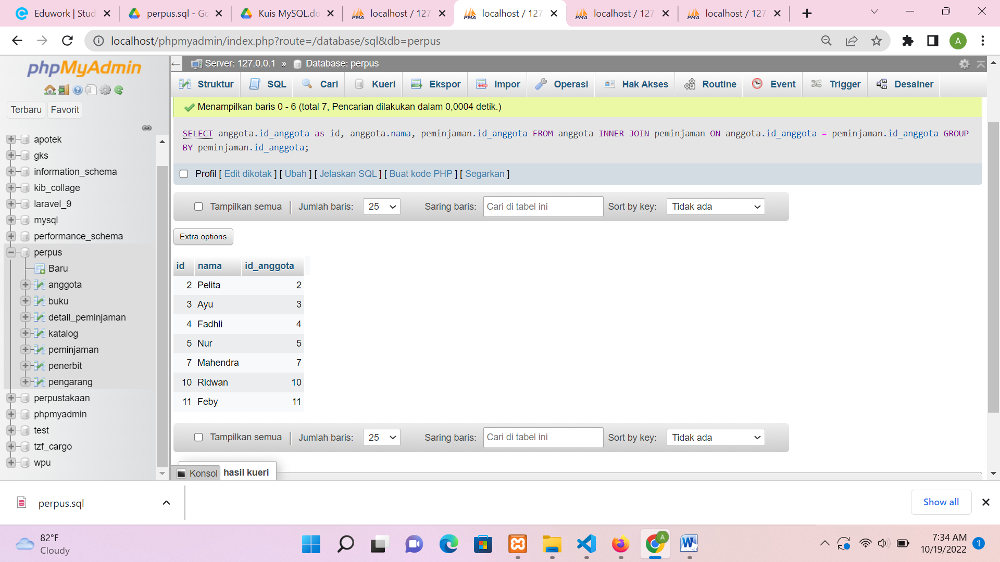 Eduwork | Stud
perpus.sql - Go
Kuis MySQL.do
localhost / 127
localhost / 127
localhost / 127
localhost / 127
localhost/phpmyadmin/index.php?route=/database/sql&db=perpus
A
phpMyAdmin
Terbaru
Favorit
apotek
gks
information_schema
kib_collage
laravel_9
mysql
performance_schema
perpus
Baru
anggota
buku
detail_peminjaman
katalog
peminjaman
penerbit
pengarang
perpustakaan
phpmyadmin
test
tzf_cargo
wpu
Server: 127.0.0.1 » Database: perpus
Struktur SQL Cari Kueri Ekspor Impor Operasi Hak Akses Routine Event Trigger Desainer
Menampilkan baris 0 - 6 (total 7, Pencarian dilakukan dalam 0,0004 detik.)
SELECT anggota.id_anggota as id, anggota.nama, peminjaman.id_anggota FROM anggota INNER JOIN peminjaman ON anggota.id_anggota = peminjaman.id_anggota GROUP
BY peminjaman.id_anggota;
Profil [ Edit dikotak ] [ Ubah ] [ Jelaskan SQL ] [ Buat kode PHP ] [ Segarkan ]
Tampilkan semua Jumlah baris: 25 Saring baris: Cari di tabel ini Sort by key: Tidak ada
Extra options
id nama id_anggota
2 Pelita 2
3 Ayu 3
4 Fadhli 4
5 Nur 5
7 Mahendra 7
10 Ridwan 10
11 Feby 11
Tampilkan semua Jumlah baris: 25 Saring baris: Cari di tabel ini Sort by key: Tidak ada
Konsol hasil kueri
perpus.sql
Show all
82°F
Cloudy
A
7:34 AM
10/19/2022
1